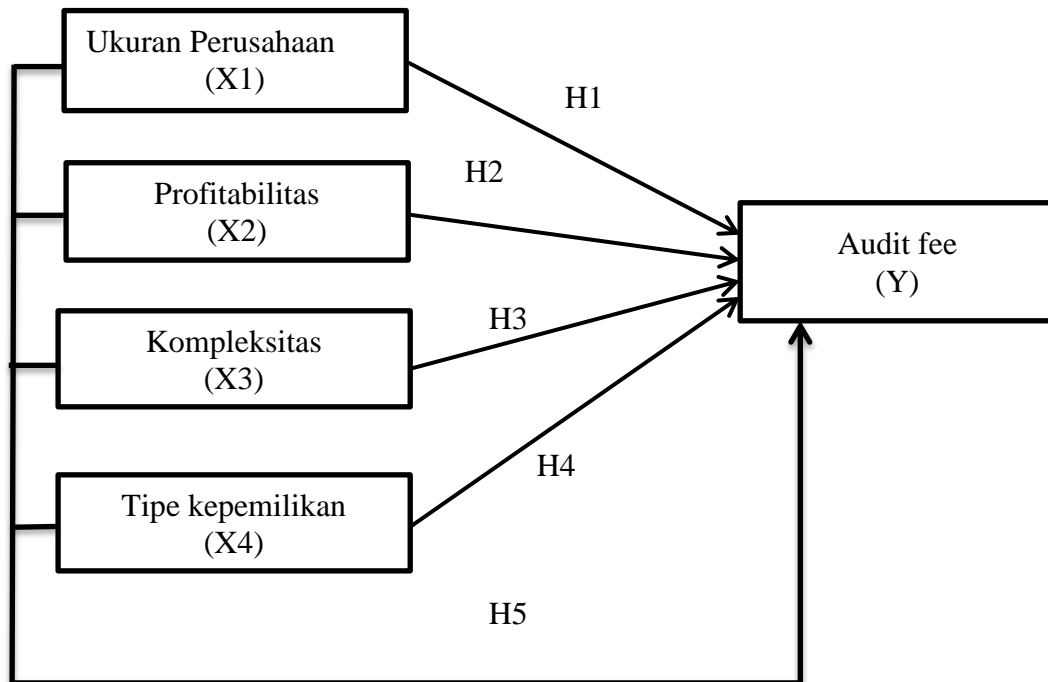 Ukuran Perusahaan
(X1)
H1
H2
Profitabilitas
(X2)
Audit fee
(Y)
H3
Kompleksitas
(X3)
H4
Tipe kepemilikan
(X4)
H5